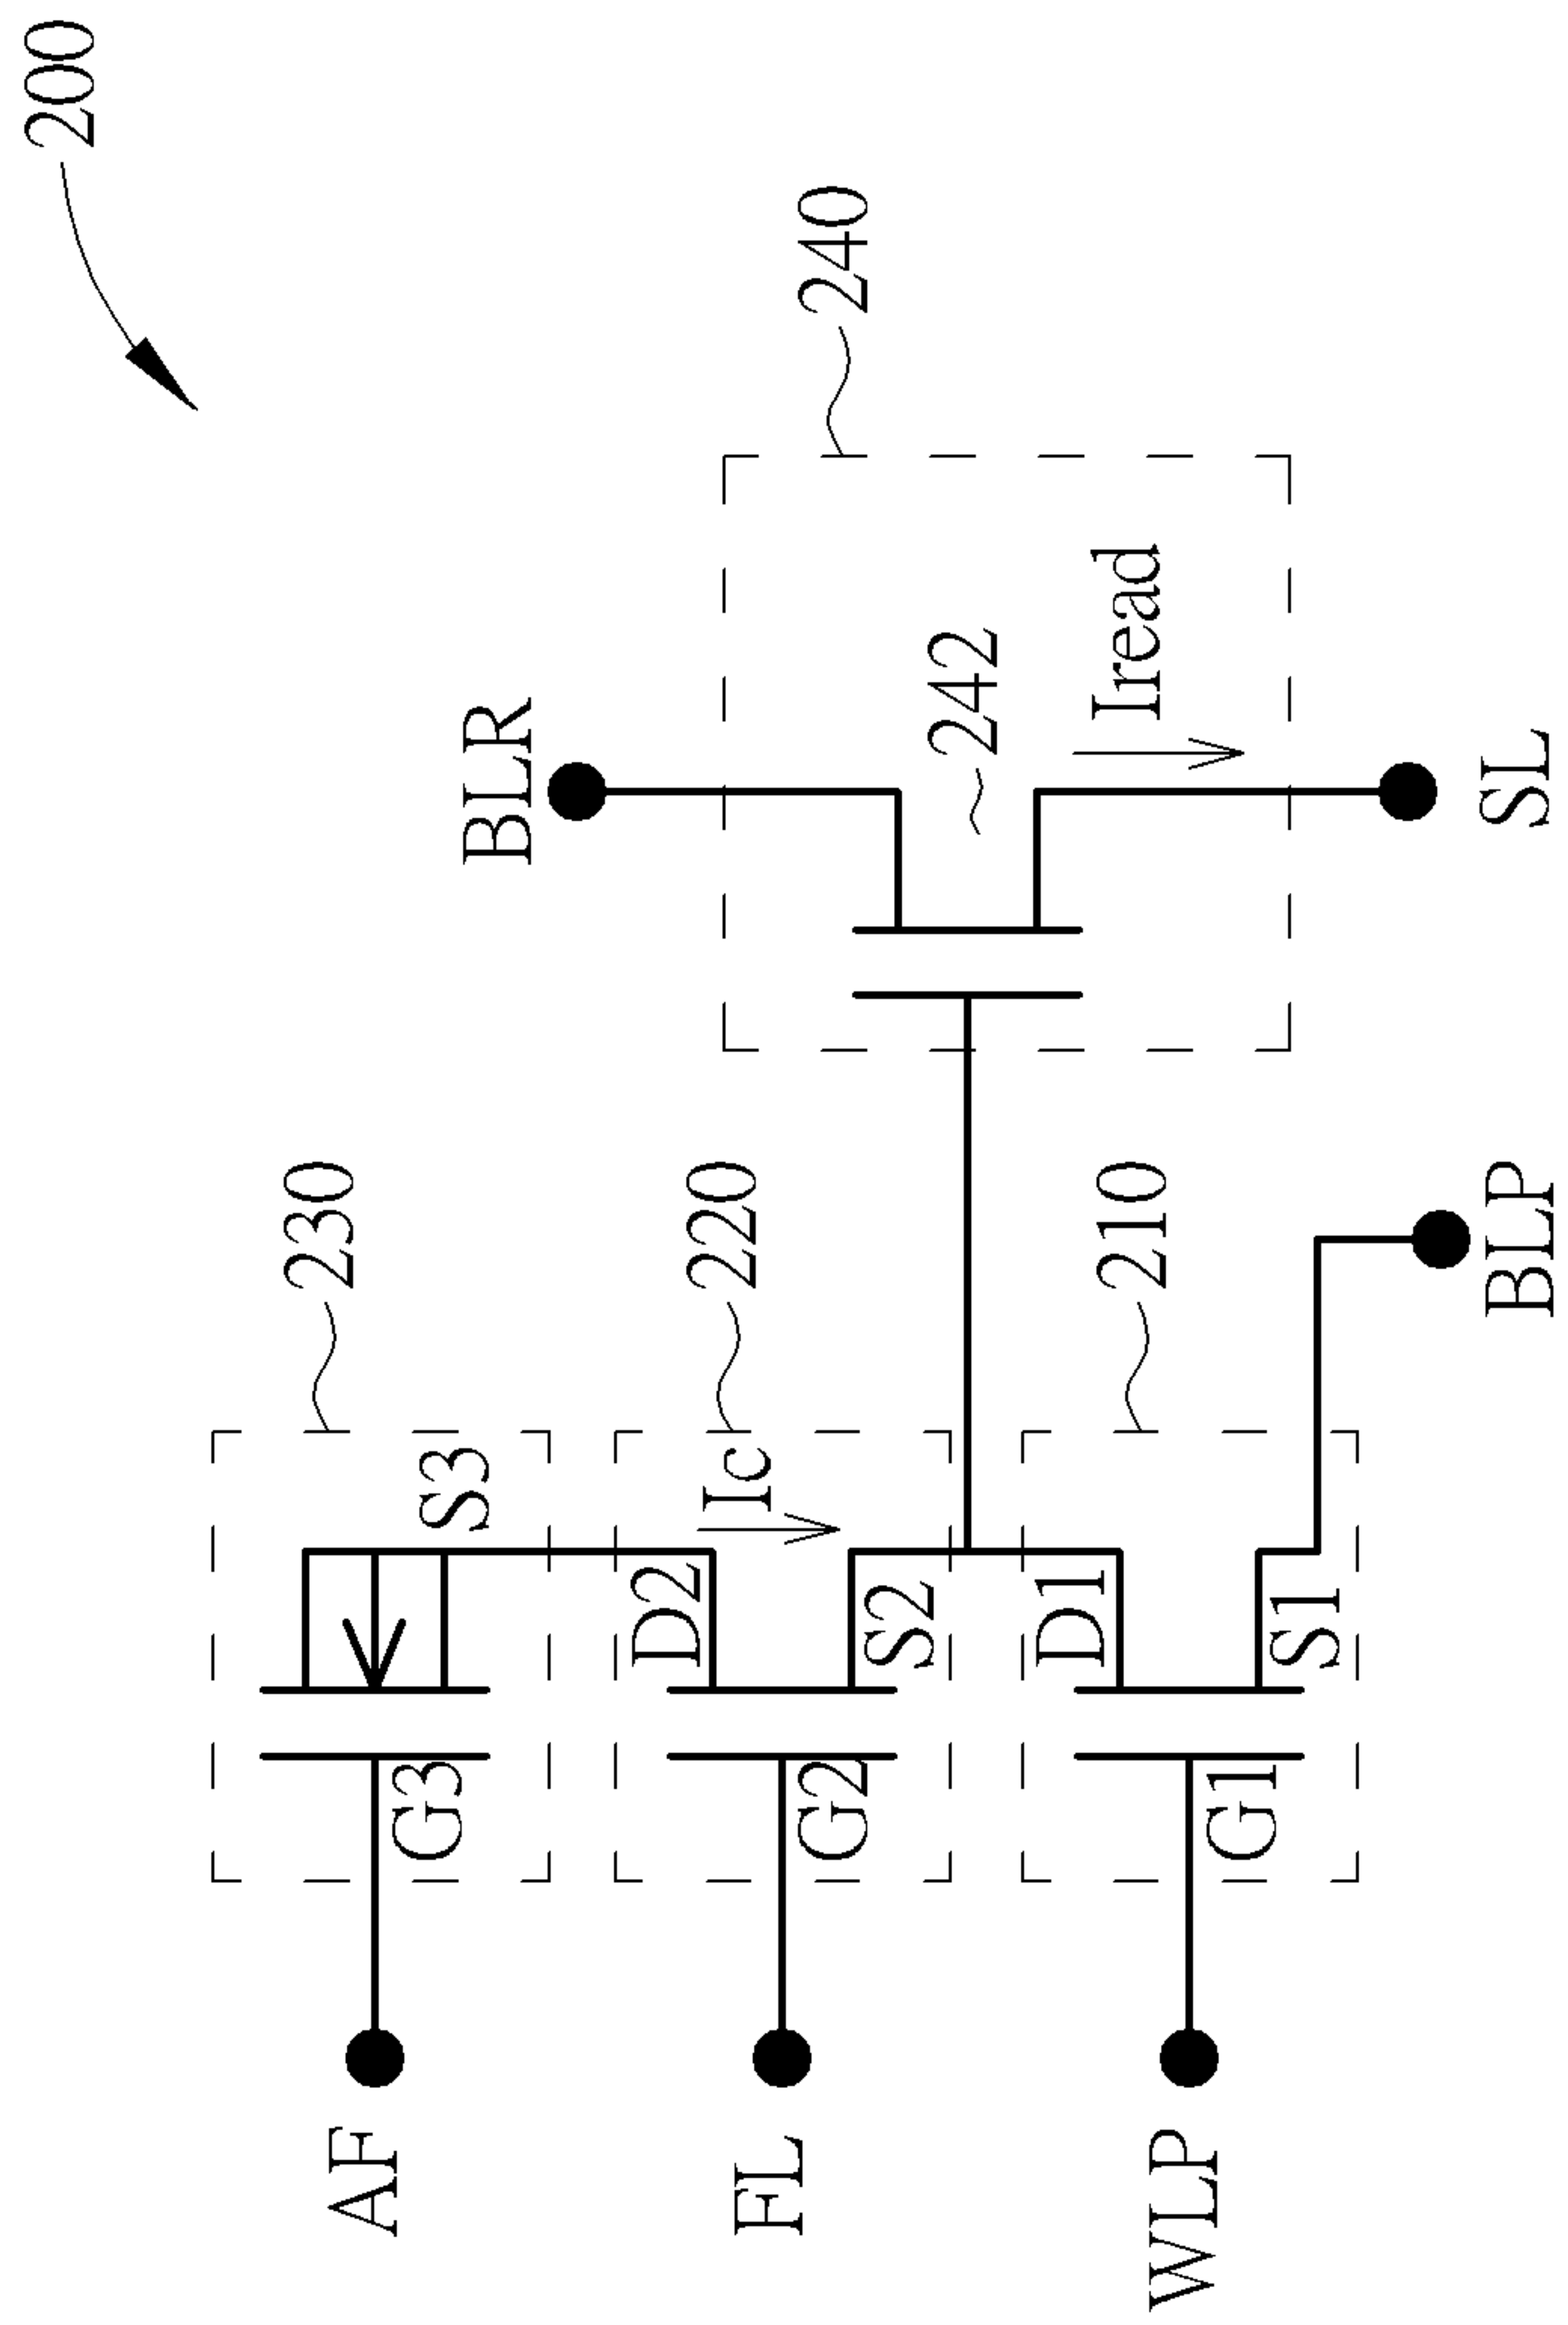 200
240
BLR
242
Iread
SL
230
220
210
BLP
S3
Ic
D2
S2
D1
S1
G3
G2
G1
AF
FL
WLP